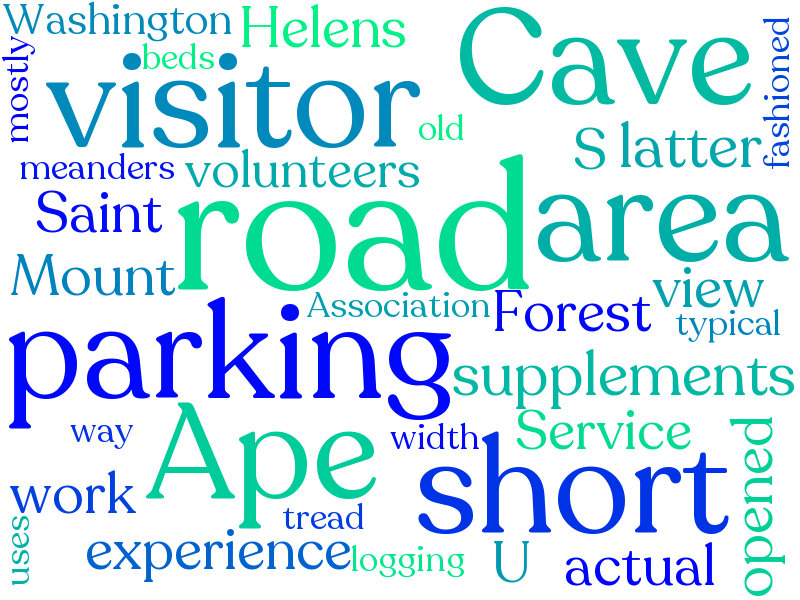 Washington
Helens
Cave
fashioned
mostly
beds
visitor
old
S
latter
meanders
volunteers
Saint
road
area
Mount
Association
Forest
view
typical
parking
supplements
way
Ape
width
Service
opened
work
short
tread
uses
experience
logging
U
actual